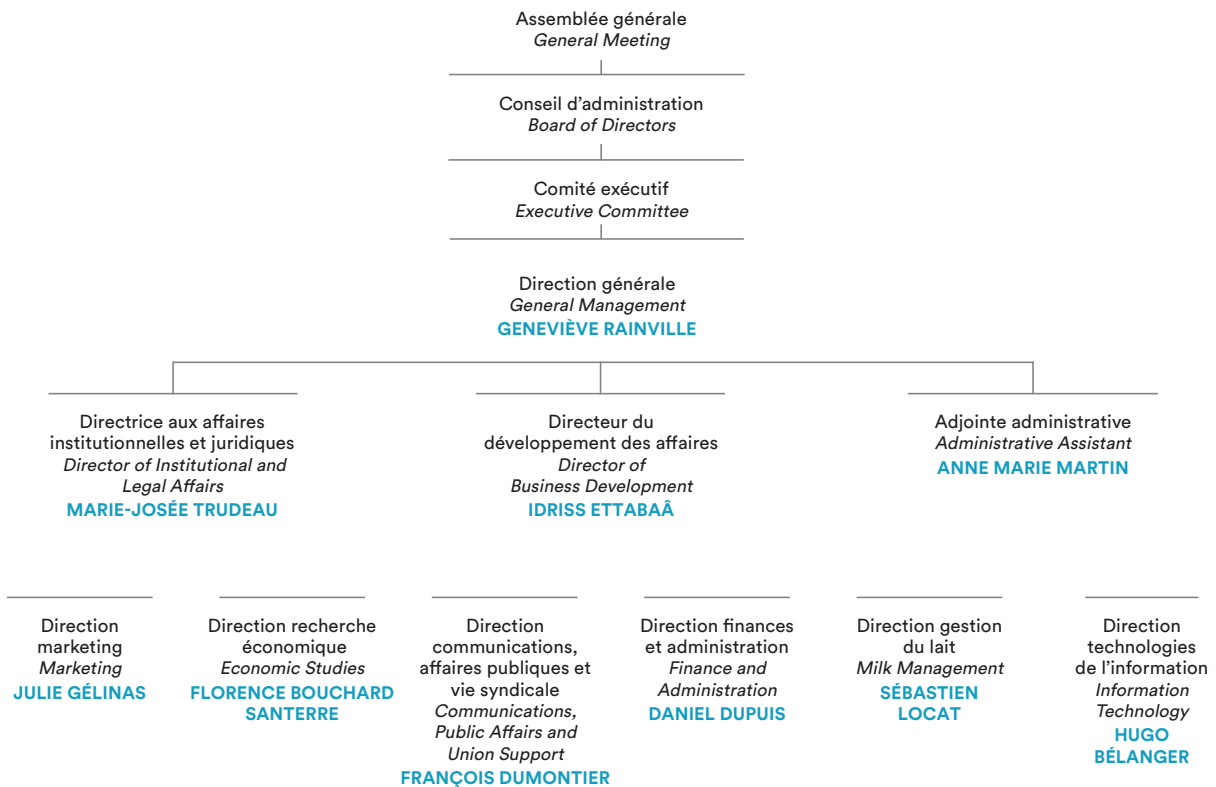 Assemblée générale
General Meeting
Conseil d’administration
Board of Directors
Comité exécutif
Executive Committee
Direction générale
General Management
GENEVIÈVE RAINVILLE
Directrice aux affaires
institutionnelles et juridiques
Director of Institutional and
Legal Affairs
MARIE-JOSÉE TRUDEAU
Directeur du
développement des affaires
Director of
Business Development
IDRISS ETTABAÂ
Adjointe administrative
Administrative Assistant
ANNE MARIE MARTIN
Direction
marketing
Marketing
JULIE GÉLINAS
Direction recherche
économique
Economic Studies
FLORENCE BOUCHARD
SANTERRE
Direction
communications,
affaires publiques et
vie syndicale
Communications,
Public Affairs and
Union Support
FRANÇOIS DUMONTIER
Direction finances
et administration
Finance and
Administration
DANIEL DUPUIS
Direction gestion
du lait
Milk Management
SÉBASTIEN
LOCAT
Direction
technologies
de l’information
Information
Technology
HUGO
BÉLANGER